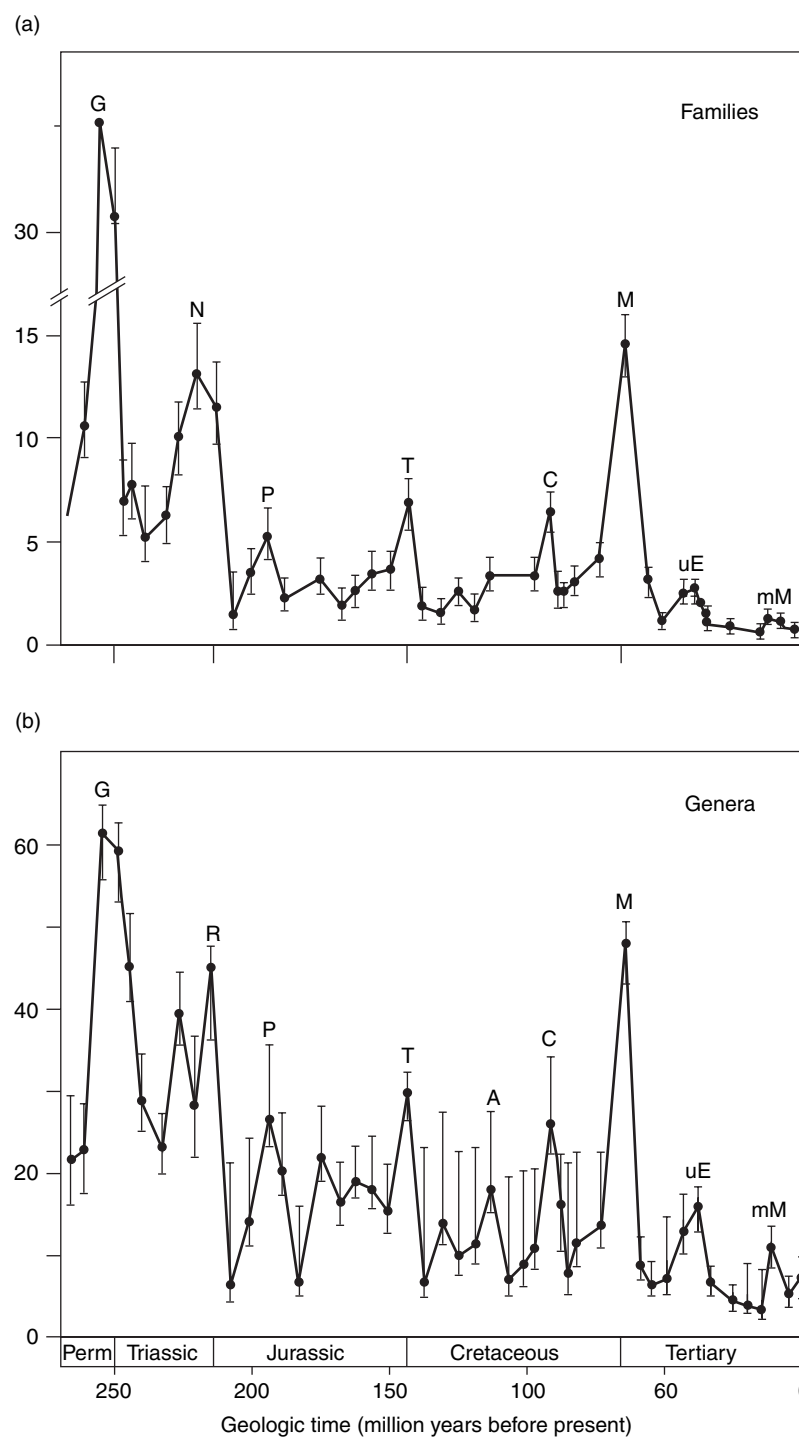 (a)
Families
G
N
P
T
C
M
uE
mM
30
15
10
5
0
(b)
Genera
G
R
P
T
A
C
M
uE
mM
60
40
20
0
Perm
Triassic
Jurassic
Cretaceous
Tertiary
250
200
150
100
60
Geologic time (million years before present)